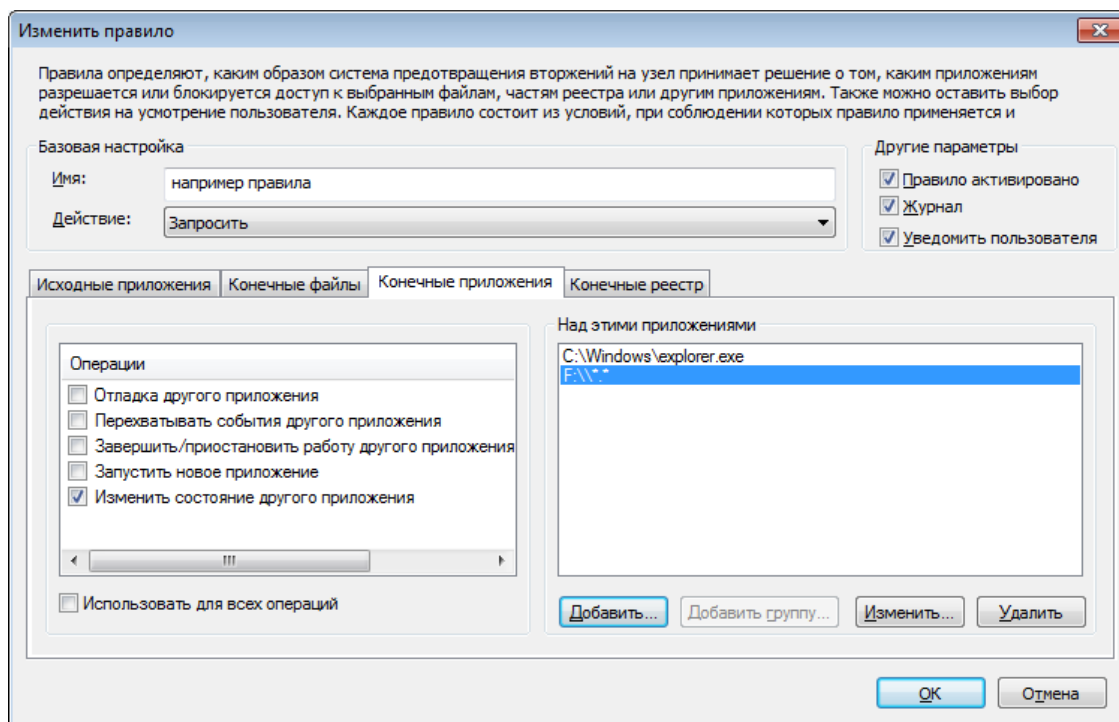 Изменить правило
Правила определяют, каким образом система предотвращения вторжений на узел принимает решение о том, каким приложениям
разрешается или блокируется доступ к выбранным файлам, частям реестра или другим приложениям. Также можно оставить выбор
действия на усмотрение пользователя. Каждое правило состоит из условий, при соблюдении которых правило применяется и
Базовая настройка
Имя:
например правила
Действие:
Запросить
Другие параметры
Правило активировано
Журнал
Уведомить пользователя
Исходные приложения
Конечные файлы
Конечные приложения
Конечные реестр
Операции
Отладка другого приложения
Перехватывать события другого приложения
Завершить/приостановить работу другого приложения
Запустить новое приложение
Изменить состояние другого приложения
Использовать для всех операций
Над этими приложениями
C:\Windows\explorer.exe
F:\\*.*
Добавить...
Добавить группу...
Изменить...
Удалить
OK
Отмена